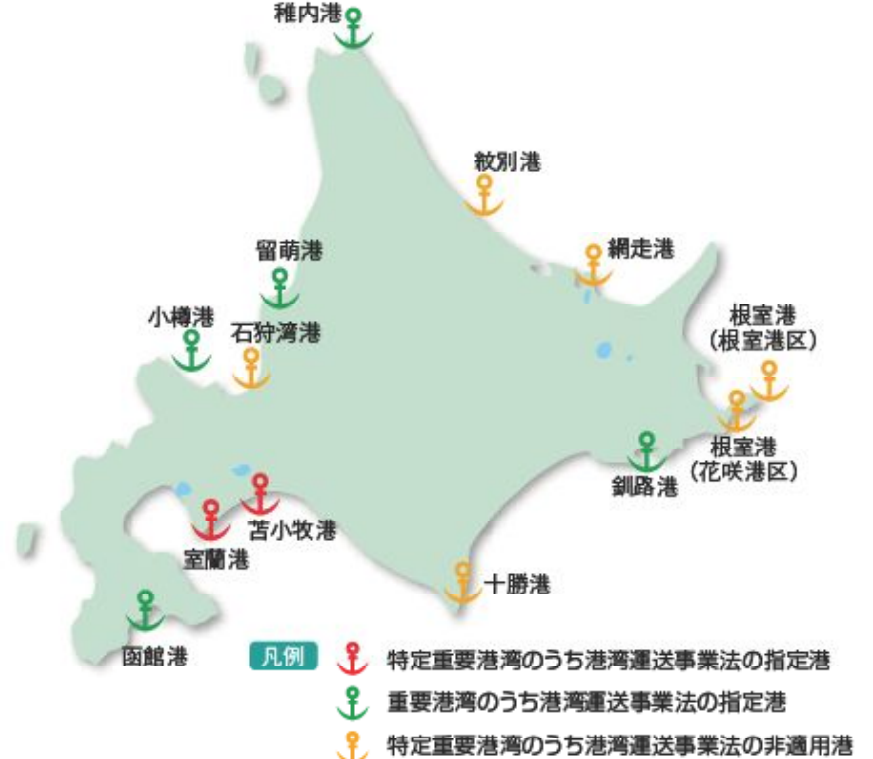 稚内港
紋別港
網走港
留萌港
小樽港
石狩湾港
根室港
（根室港区）
根室港
（花咲港区）
釧路港
苫小牧港
室蘭港
十勝港
函館港
凡例
特定重要港湾のうち港湾運送事業法の指定港
重要港湾のうち港湾運送事業法の指定港
特定重要港湾のうち港湾運送事業法の非適用港